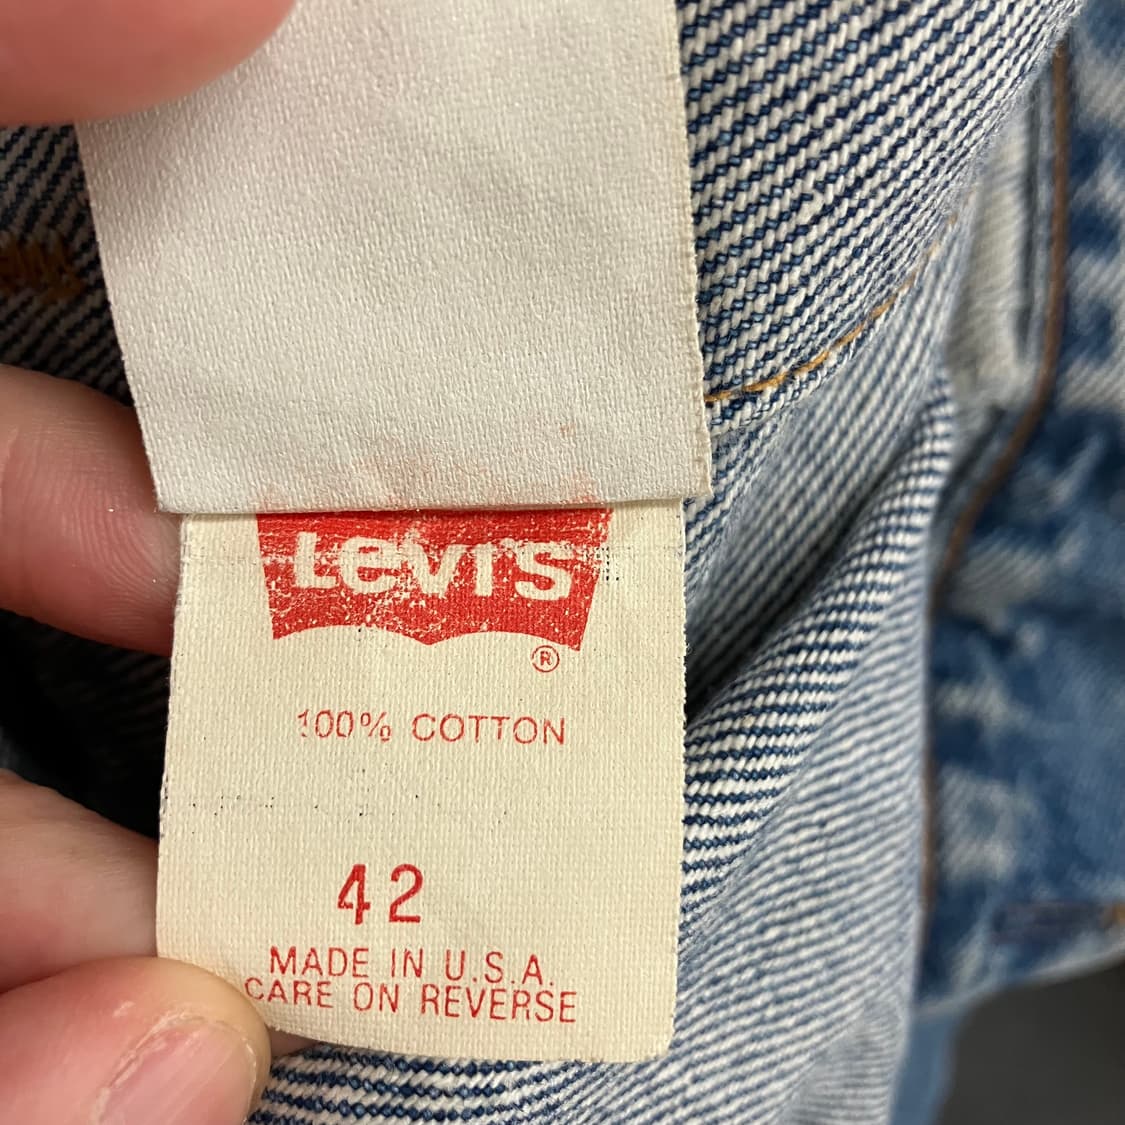 Levi's
®
100% COTTON
42
MADE IN U.S.A.
CARE ON REVERSE